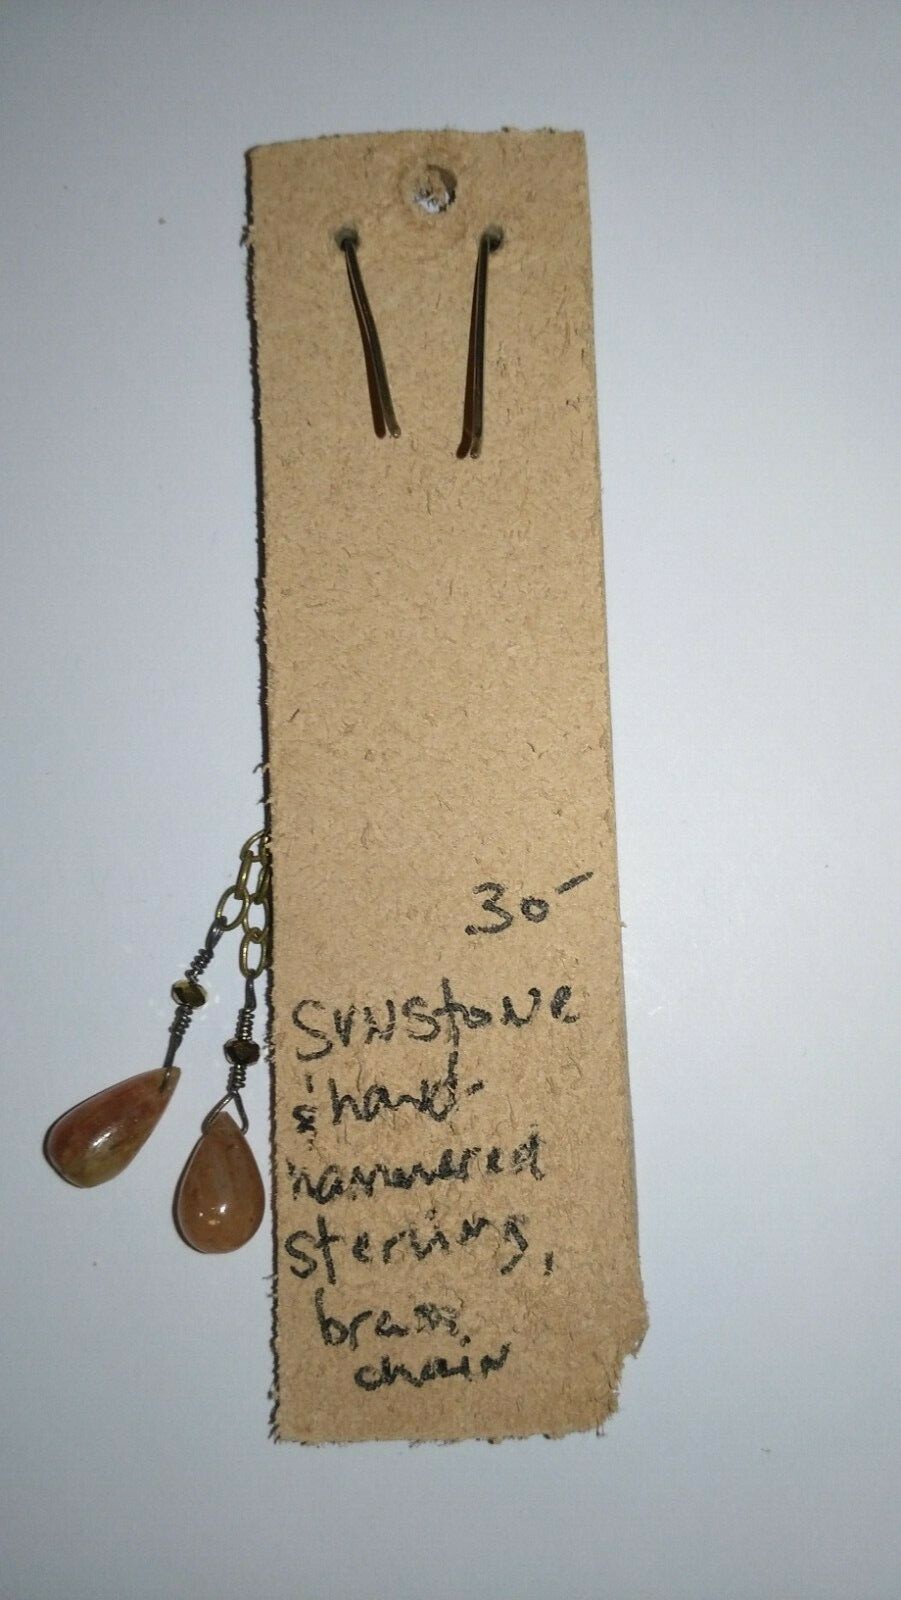 30-
SUNStoNe
& hand-
hammered
sterling,
brass
chain